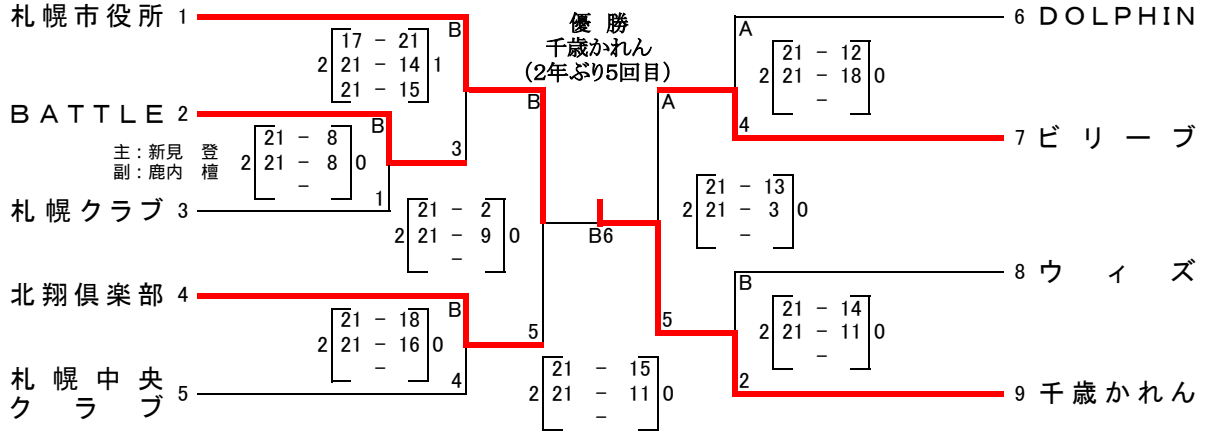 札幌市役所 1
B
17 - 21
2 21 - 14 1
21 - 15
優 勝
千歳かれん
(2年ぶり5回目)
A
6 DOLPHIN
21 - 12
2 21 - 18 0
-
BATTLE 2
B
21 - 8
2 21 - 8 0
-
主:新見 登
副:鹿内 檀
3
B
A
4
7 ビリーブ
札幌クラブ 3
1
21 - 2
2 21 - 9 0
-
B6
21 - 13
2 21 - 3 0
-
北翔倶楽部 4
B
21 - 18
2 21 - 16 0
-
5
5
B
8 ウィズ
21 - 14
2 21 - 11 0
-
札幌中央
クラブ 5
4
21 - 15
2 21 - 11 0
-
2
9 千歳かれん